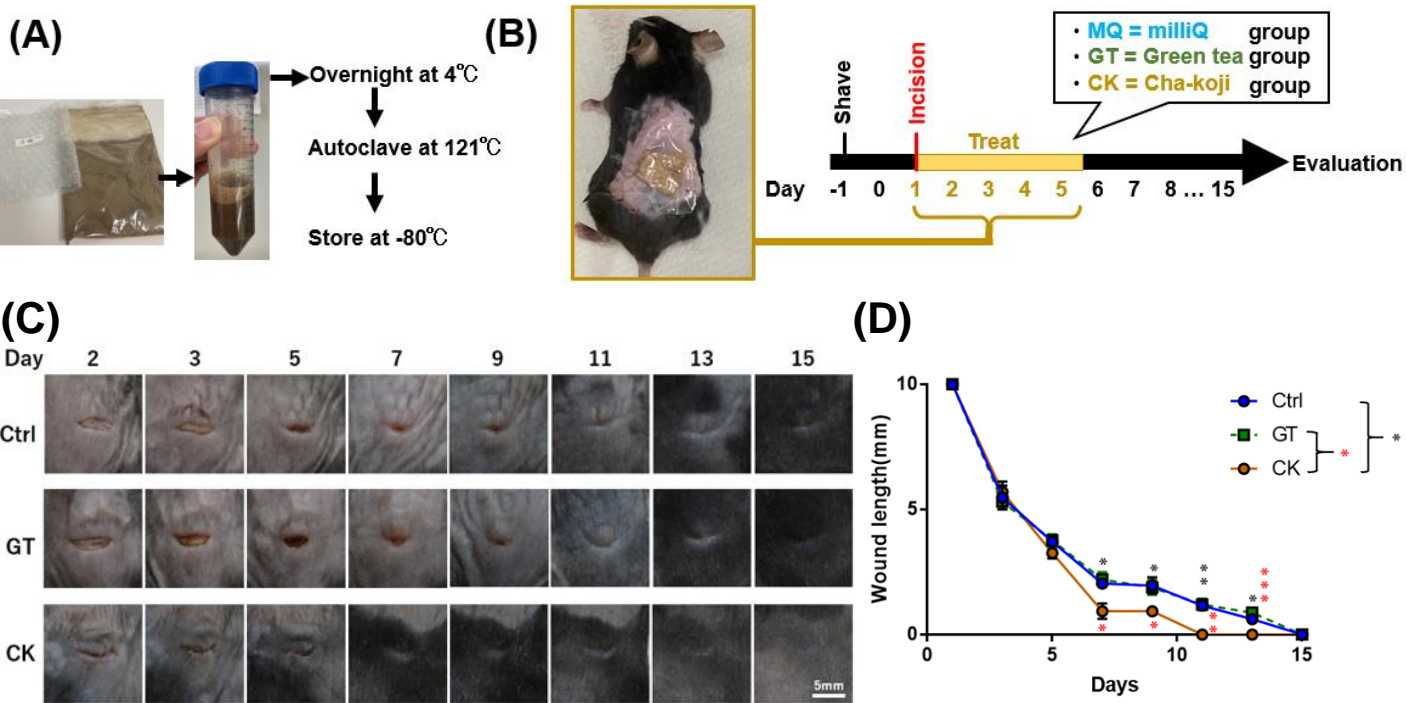 (A)
Overnight at 4℃
Autoclave at 121℃
Store at -80℃
(B)
・MQ = milliQ group
・GT = Green tea group
・CK = Cha-koji group
Shave
Incision
Treat
Evaluation
Day -1 0 1 2 3 4 5 6 7 8 … 15
(C)
Day 2 3 5 7 9 11 13 15
Ctrl
GT
CK
5mm
(D)
Wound length(mm)
10
5
0
0 5 10 15
Days
Ctrl
GT
CK
*
*
* * ** *
***
* * **